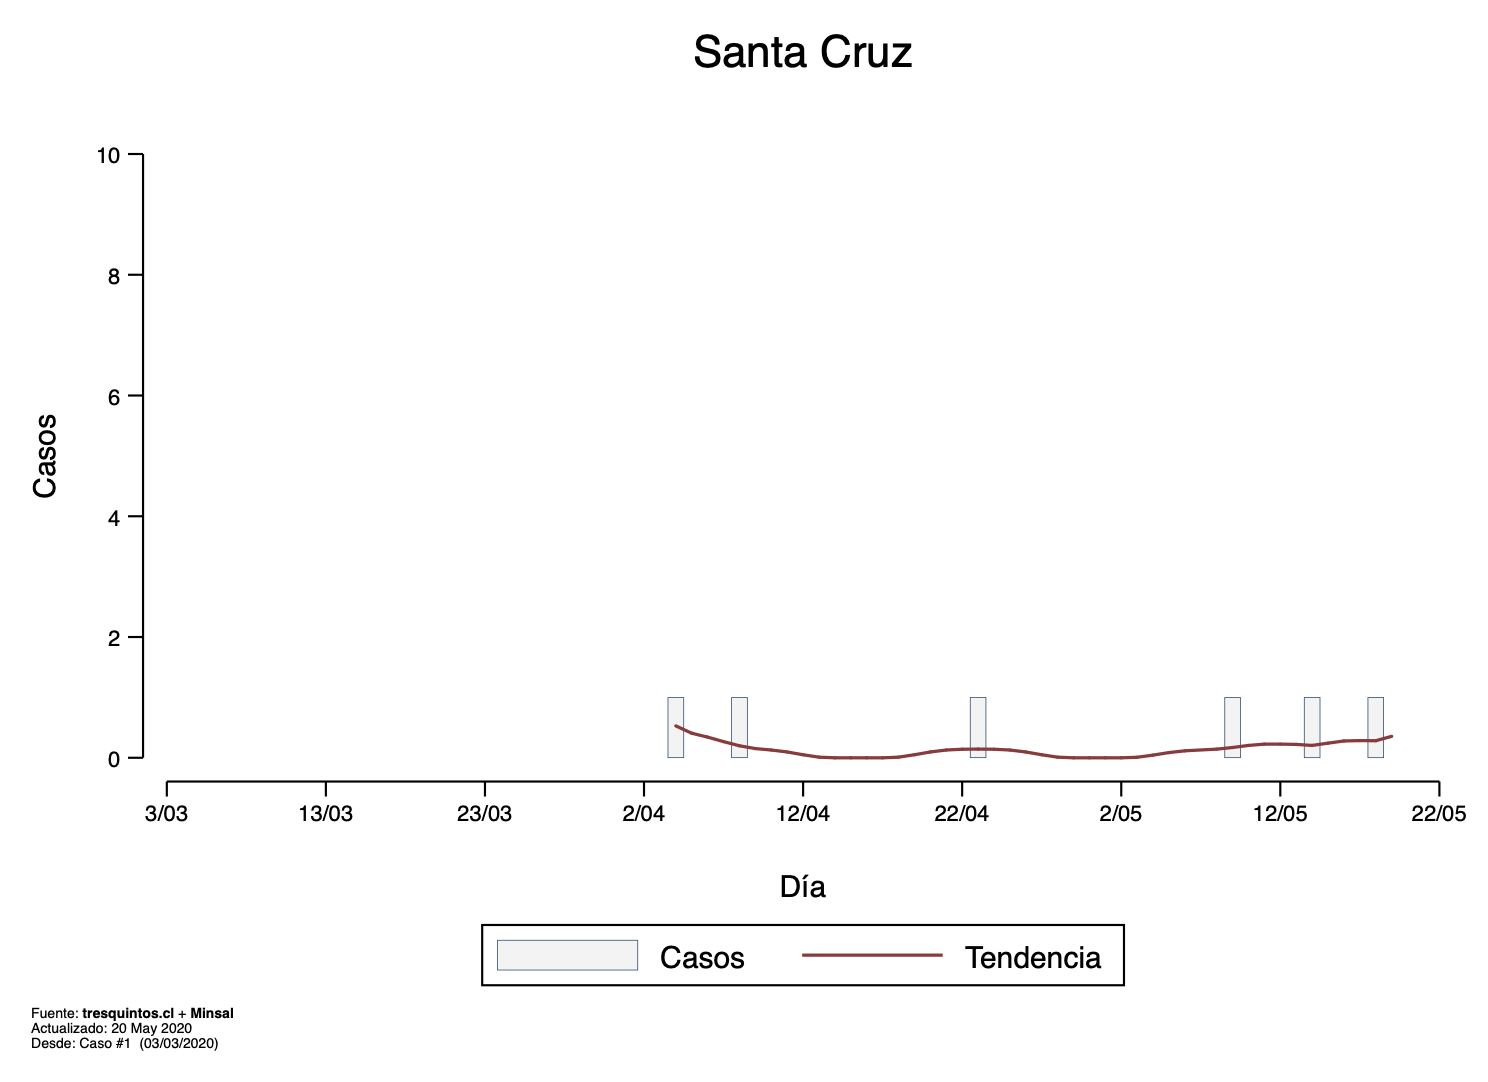 Santa Cruz
10
8
6
4
2
0
Casos
3/03 13/03 23/03 2/04 12/04 22/04 2/05 12/05 22/05
Día
Casos Tendencia
Fuente: tresquintos.cl + Minsal
Actualizado: 20 May 2020
Desde: Caso #1 (03/03/2020)